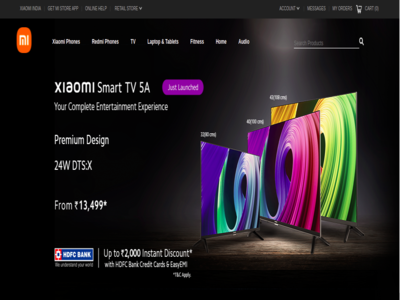 XIAOMI INDIA | GET MI STORE APP | ONLINE HELP | RETAIL STORE
ACCOUNT | MESSAGES | MY ORDERS CART (0)
Xiaomi Phones Redmi Phones TV Laptop & Tablets Fitness Home Audio Search Products
xiaomi Smart TV 5A Just Launched
Your Complete Entertainment Experience
43(108 cms)
40(100 cms)
32(80 cms)
Premium Design
24W DTS:X
From ₹13,499*
HDFC BANK
We understand your world
Up to ₹2,000 Instant Discount*
with HDFC Bank Credit Cards & EasyEMI
*T&C Apply.